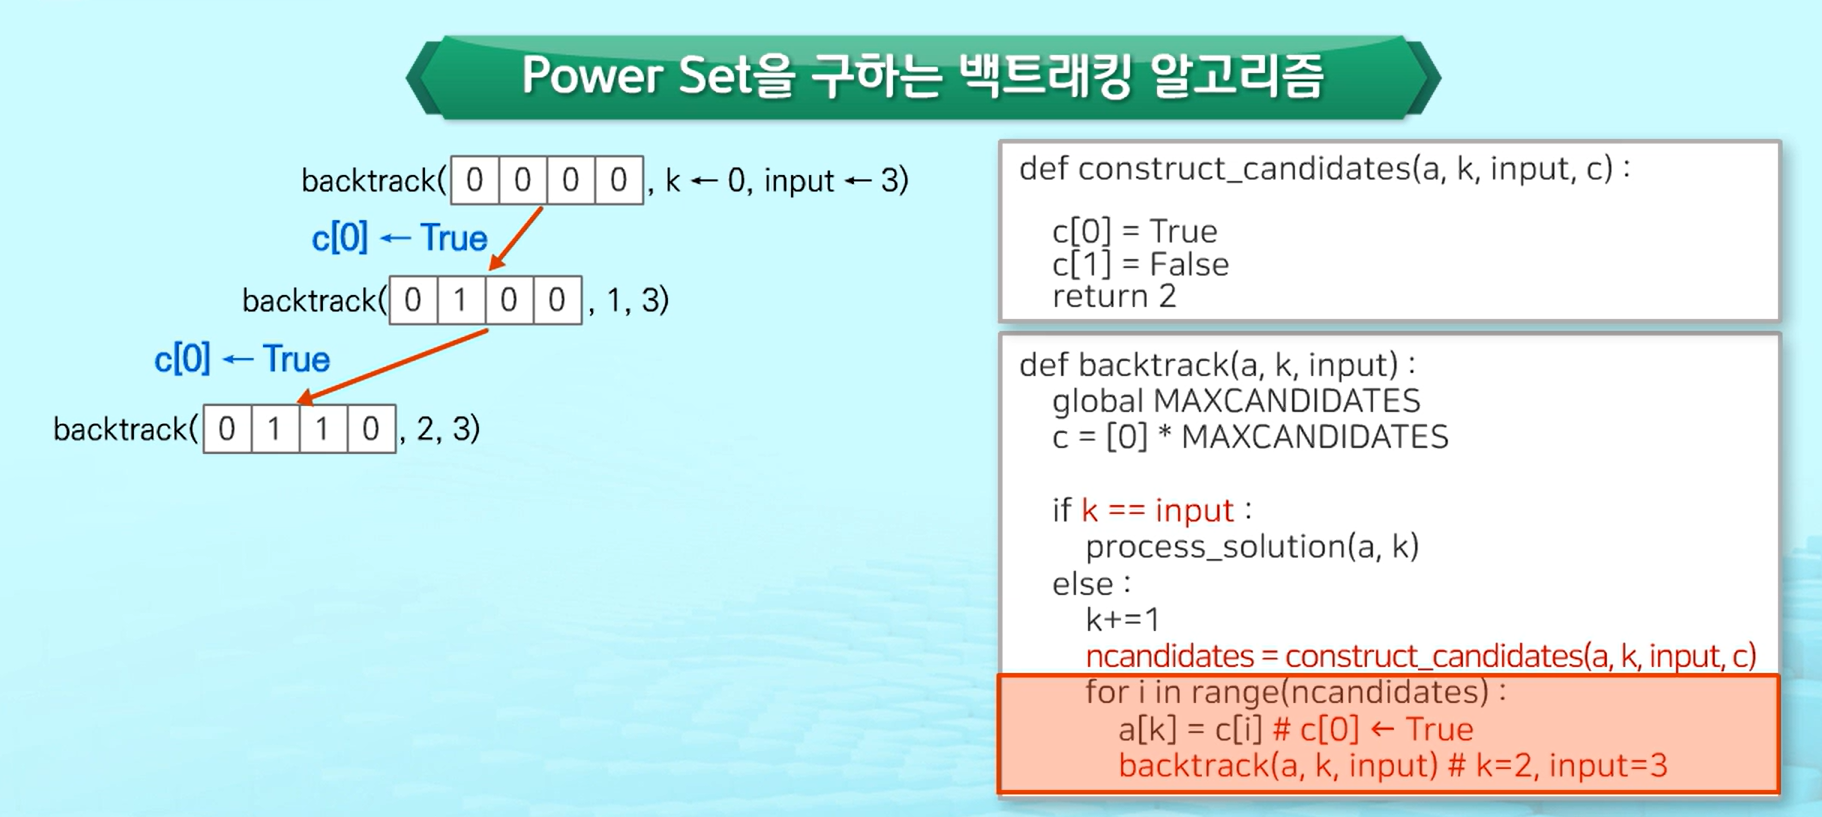 Power Set을 구하는 백트래킹 알고리즘
backtrack( 0 0 0 0 , k ← 0, input ← 3)
c[0] ← True
backtrack( 0 1 0 0 , 1, 3)
c[0] ← True
backtrack( 0 1 1 0 , 2, 3)
def construct_candidates(a, k, input, c) :
c[0] = True
c[1] = False
return 2
def backtrack(a, k, input) :
global MAXCANDIDATES
c = [0] * MAXCANDIDATES
if k == input :
process_solution(a, k)
else :
k+=1
ncandidates = construct_candidates(a, k, input, c)
for i in range(ncandidates) :
a[k] = c[i] # c[0] ← True
backtrack(a, k, input) # k=2, input=3